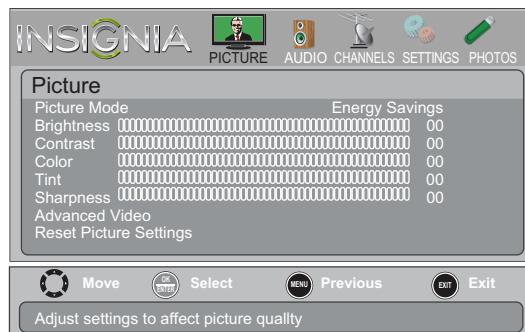 INSIGNIA
PICTURE AUDIO CHANNELS SETTINGS PHOTOS
Picture
Picture Mode Energy Savings
Brightness 00
Contrast 00
Color 00
Tint 00
Sharpness 00
Advanced Video
Reset Picture Settings
Move OK ENTER Select MENU Previous EXIT Exit
Adjust settings to affect picture quallty